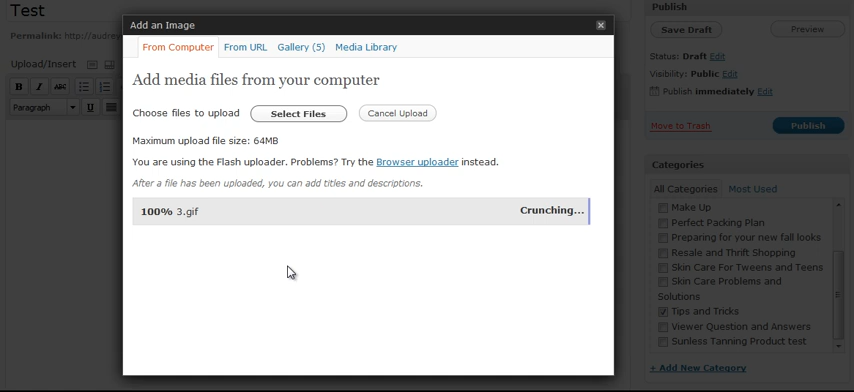 Test
Permalink: http://audrey
Upload/Insert
B I ABC
Paragraph U
Add an Image
From Computer From URL Gallery (5) Media Library
Add media files from your computer
Choose files to upload Select Files Cancel Upload
Maximum upload file size: 64MB
You are using the Flash uploader. Problems? Try the Browser uploader instead.
After a file has been uploaded, you can add titles and descriptions.
100% 3.gif Crunching...
Publish
Save Draft Preview
Status: Draft Edit
Visibility: Public Edit
Publish immediately Edit
Move to Trash Publish
Categories
All Categories Most Used
Make Up
Perfect Packing Plan
Preparing for your new fall looks
Resale and Thrift Shopping
Skin Care For Tweens and Teens
Skin Care Problems and
Solutions
Tips and Tricks
Viewer Question and Answers
Sunless Tanning Product test
+ Add New Category